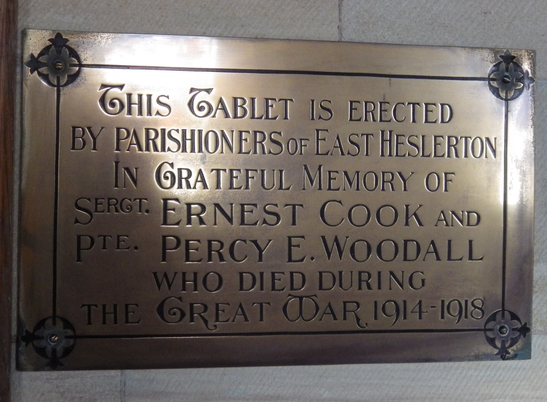 THIS TABLET IS ERECTED
BY PARISHIONERS OF EAST HESLERTON
IN GRATEFUL MEMORY OF
SERGT. ERNEST COOK AND
PTE. PERCY E. WOODALL
WHO DIED DURING
THE GREAT WAR, 1914-1918